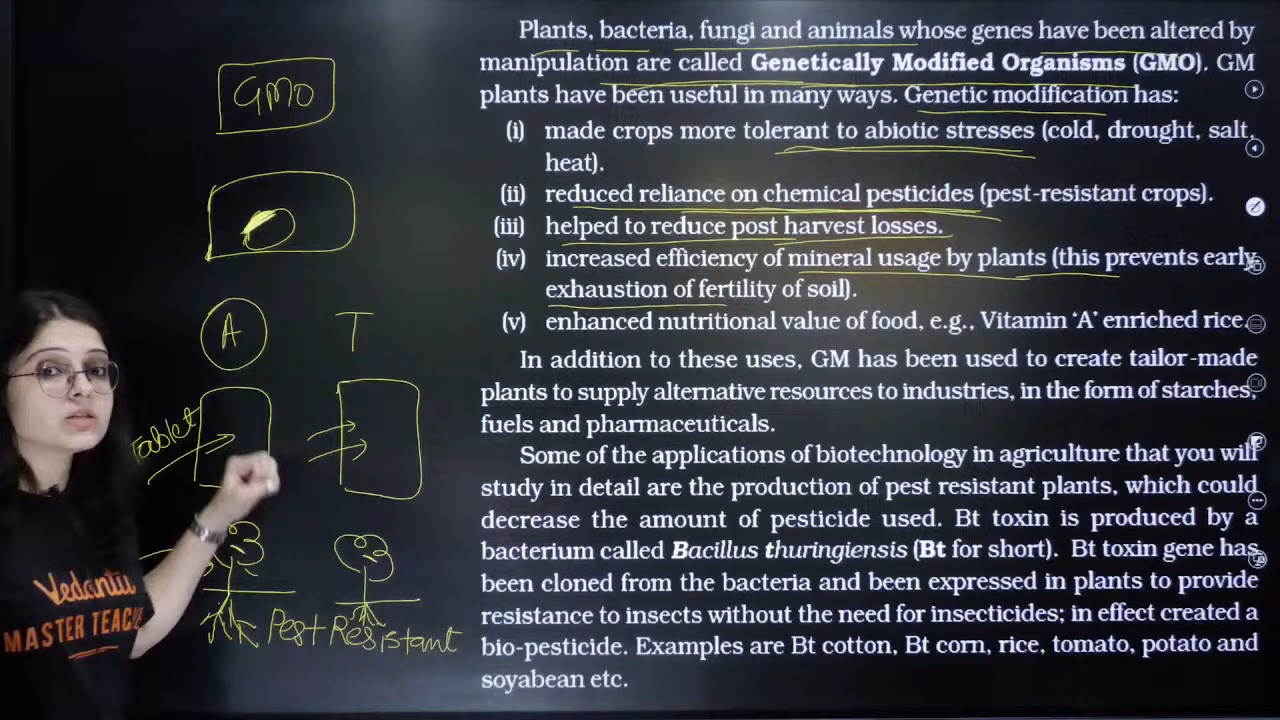 GMO
A T
Tablet
Pest Resistant
Vedantu
MASTER TEACHER
Plants, bacteria, fungi and animals whose genes have been altered by
manipulation are called Genetically Modified Organisms (GMO). GM
plants have been useful in many ways. Genetic modification has:
(i) made crops more tolerant to abiotic stresses (cold, drought, salt,
heat).
(ii) reduced reliance on chemical pesticides (pest-resistant crops).
(iii) helped to reduce post harvest losses.
(iv) increased efficiency of mineral usage by plants (this prevents early
exhaustion of fertility of soil).
(v) enhanced nutritional value of food, e.g., Vitamin ‘A’ enriched rice.
In addition to these uses, GM has been used to create tailor-made
plants to supply alternative resources to industries, in the form of starches,
fuels and pharmaceuticals.
Some of the applications of biotechnology in agriculture that you will
study in detail are the production of pest resistant plants, which could
decrease the amount of pesticide used. Bt toxin is produced by a
bacterium called Bacillus thuringiensis (Bt for short). Bt toxin gene has
been cloned from the bacteria and been expressed in plants to provide
resistance to insects without the need for insecticides; in effect created a
bio-pesticide. Examples are Bt cotton, Bt corn, rice, tomato, potato and
soyabean etc.